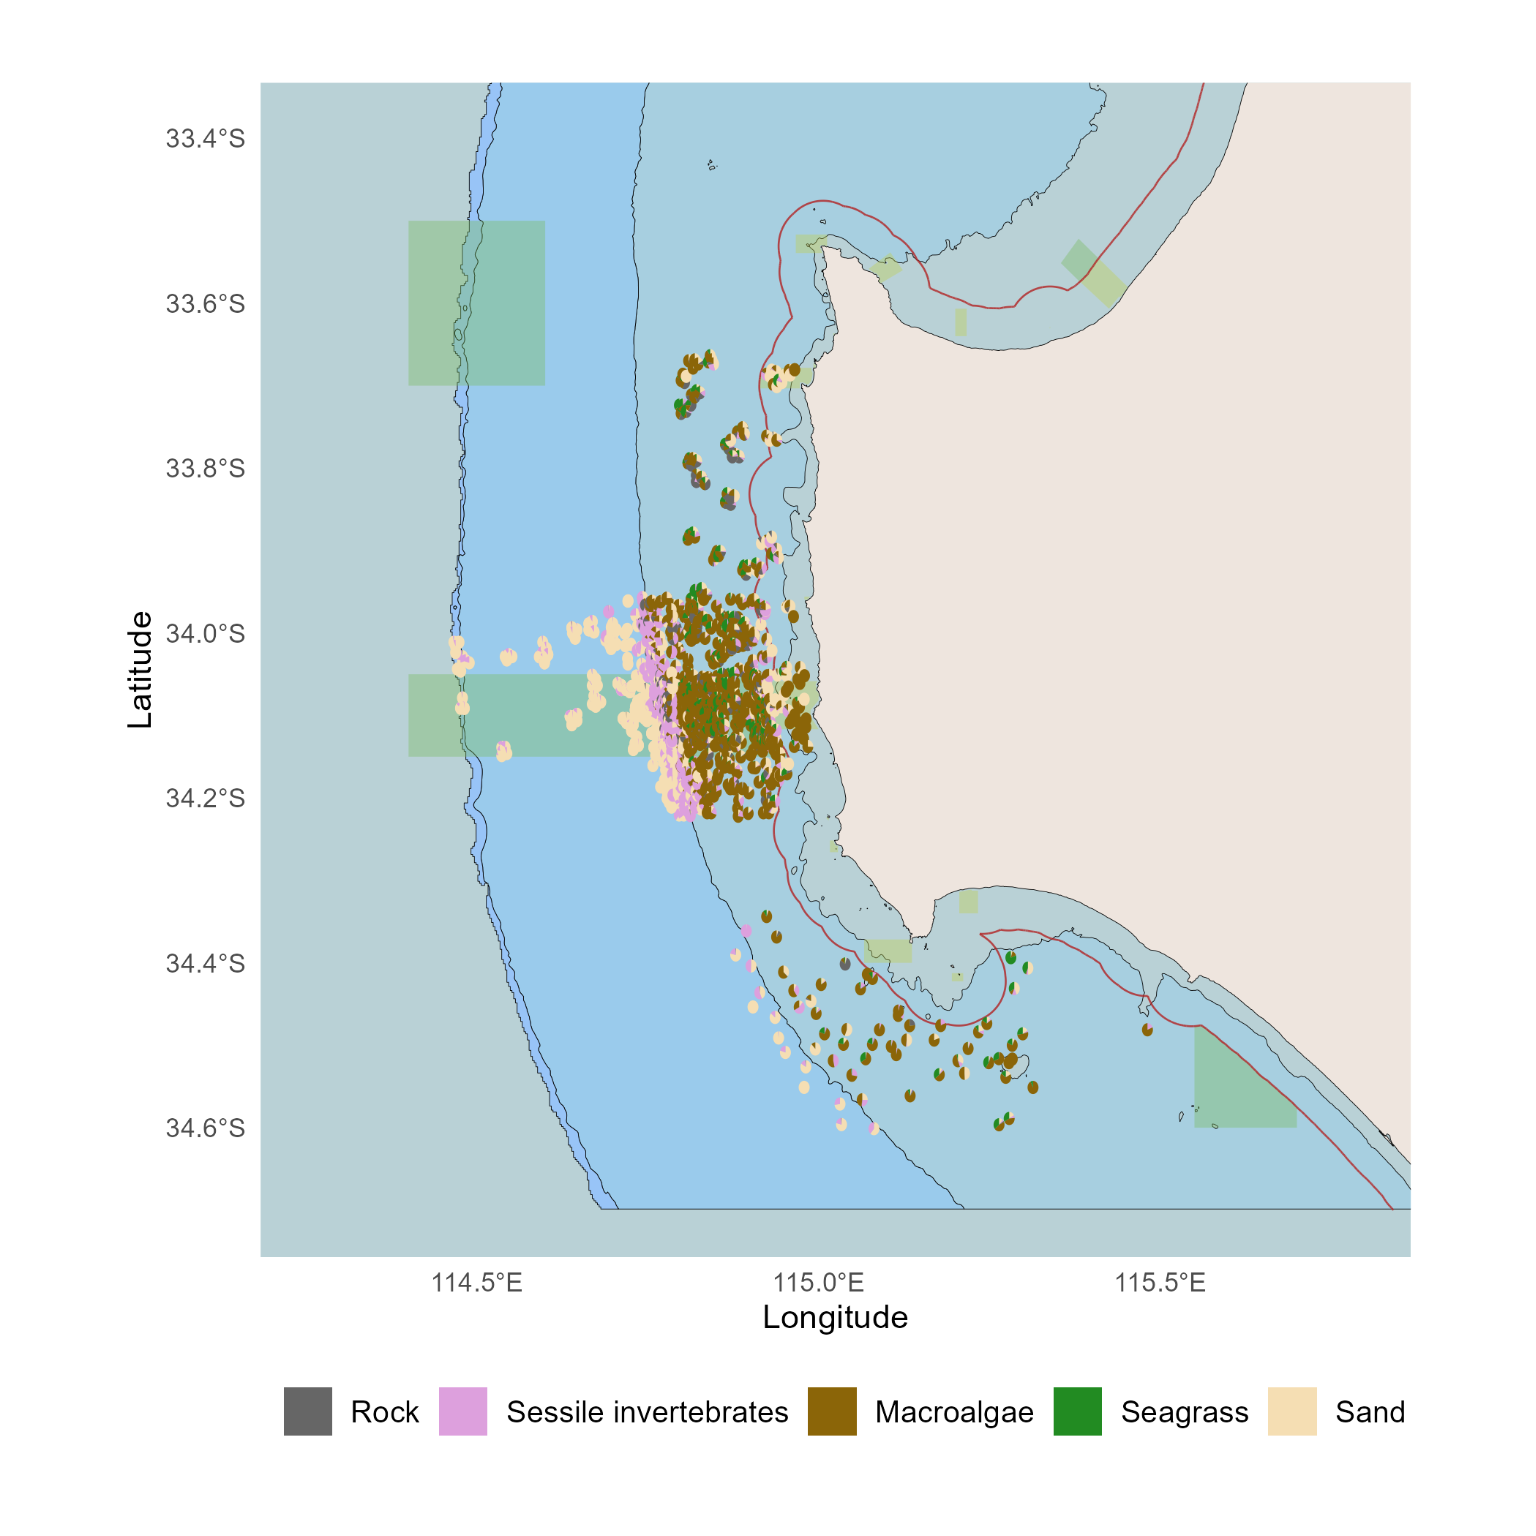 33.4°S
33.6°S
33.8°S
34.0°S
34.2°S
34.4°S
34.6°S
Latitude
114.5°E 115.0°E 115.5°E
Longitude
Rock Sessile invertebrates Macroalgae Seagrass Sand